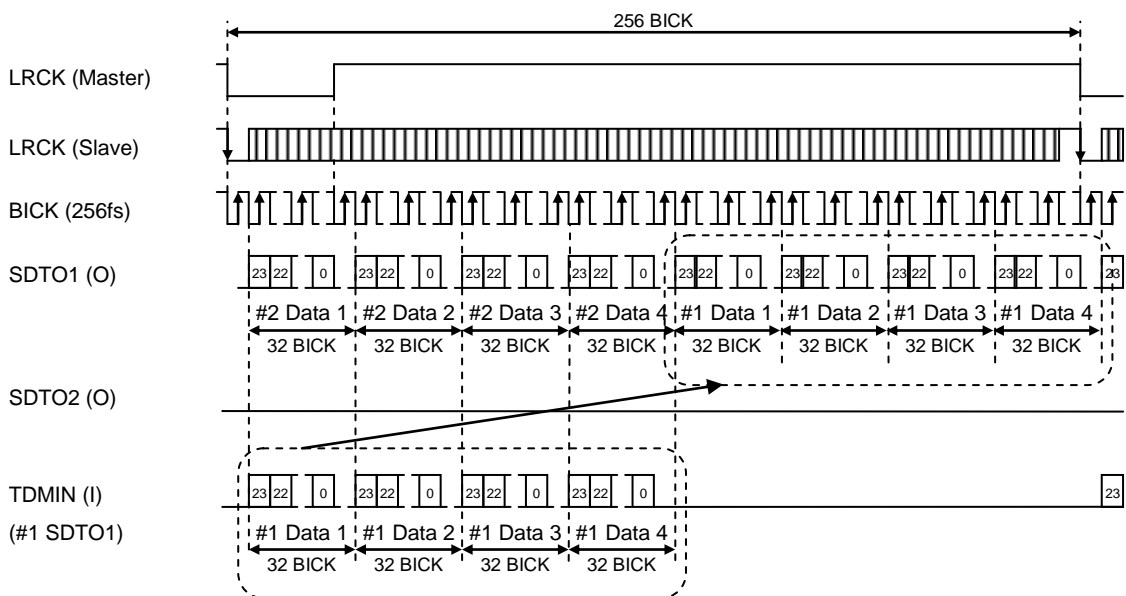 256 BICK
LRCK (Master)
LRCK (Slave)
BICK (256fs)
SDTO1 (O)
23 22 0 23 22 0 23 22 0 23 22 0 23 22 0 23 22 0 23 22 0 23 22 0 23
#2 Data 1 #2 Data 2 #2 Data 3 #2 Data 4 #1 Data 1 #1 Data 2 #1 Data 3 #1 Data 4
32 BICK 32 BICK 32 BICK 32 BICK 32 BICK 32 BICK 32 BICK 32 BICK
SDTO2 (O)
TDMIN (I)
23 22 0 23 22 0 23 22 0 23 22 0 23
(#1 SDTO1)
#1 Data 1 #1 Data 2 #1 Data 3 #1 Data 4
32 BICK 32 BICK 32 BICK 32 BICK